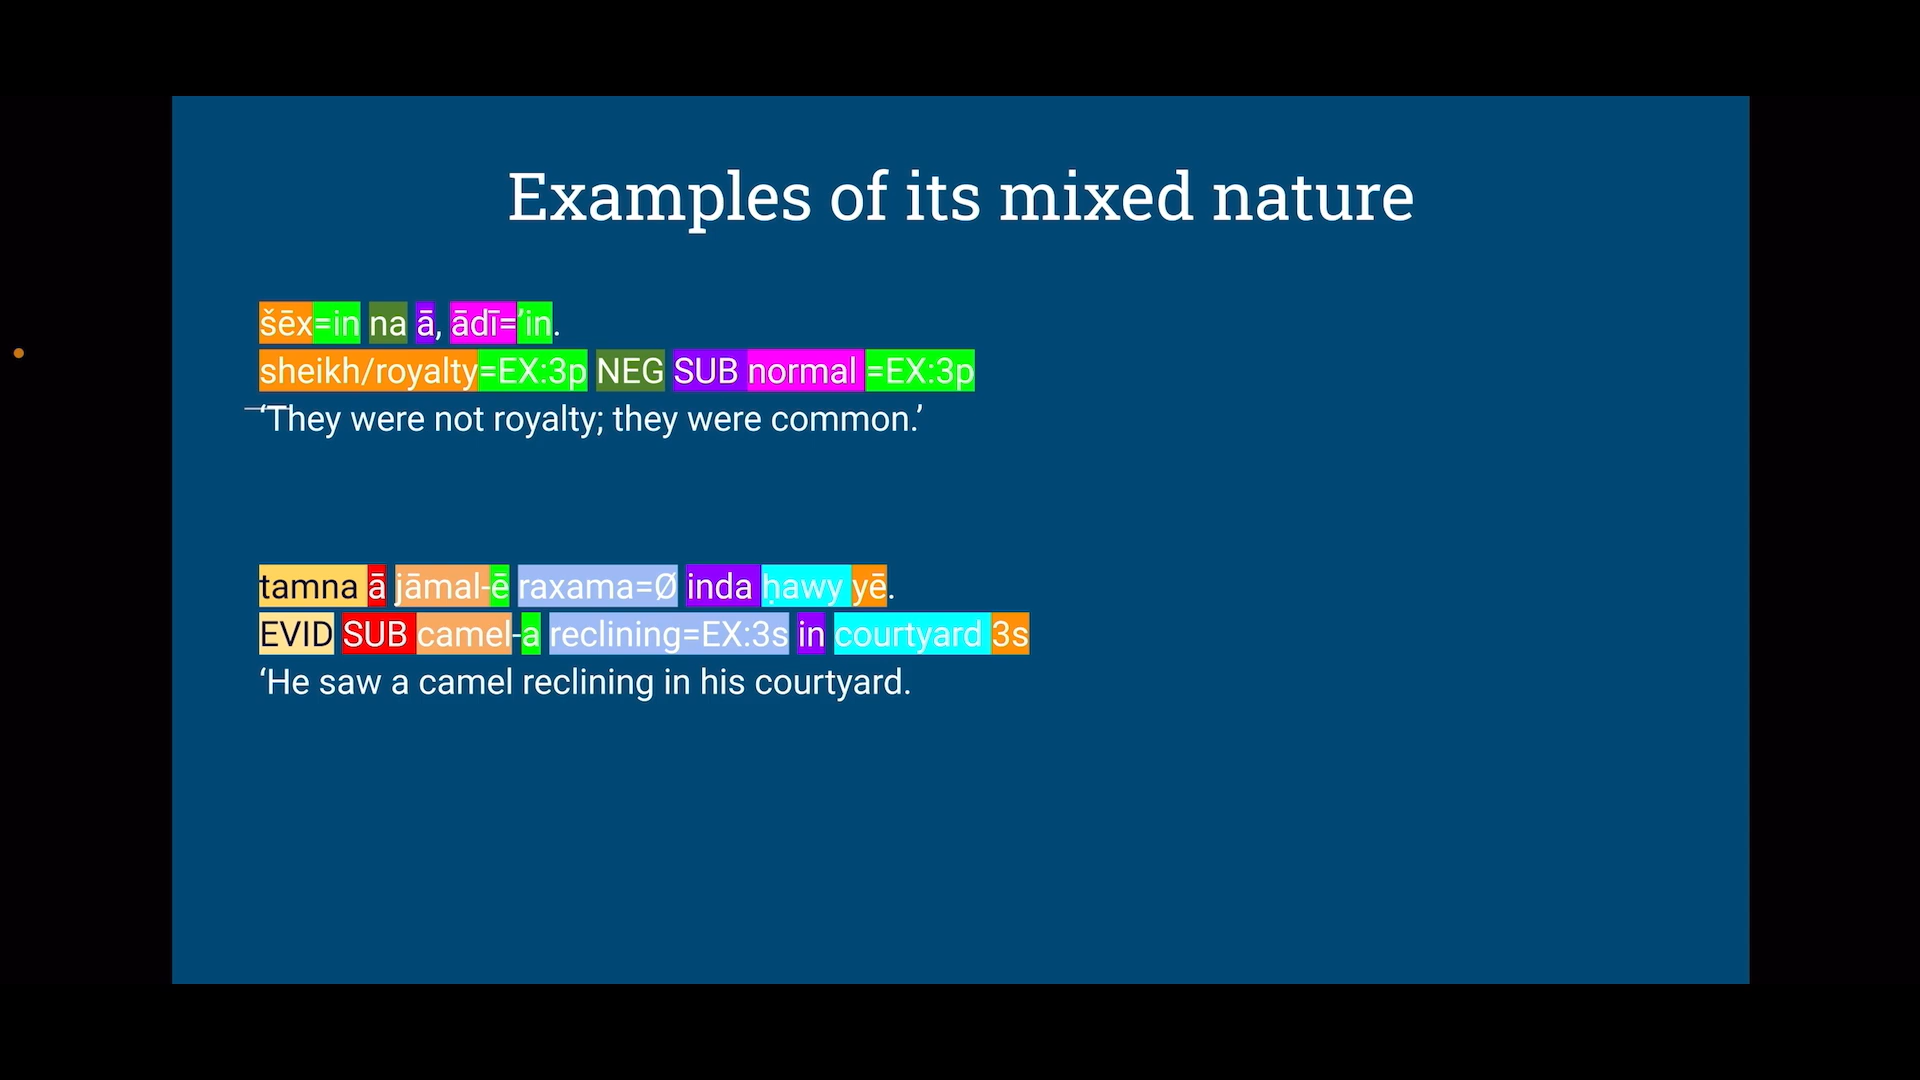 Examples of its mixed nature
šēx=in na ā, ādī=’in.
sheikh/royalty=EX:3p NEG SUB normal =EX:3p
‘They were not royalty; they were common.’
tamna ā jāmal-ē raxama=Ø inda ḥawy yē.
EVID SUB camel-a reclining=EX:3s in courtyard 3s
‘He saw a camel reclining in his courtyard.